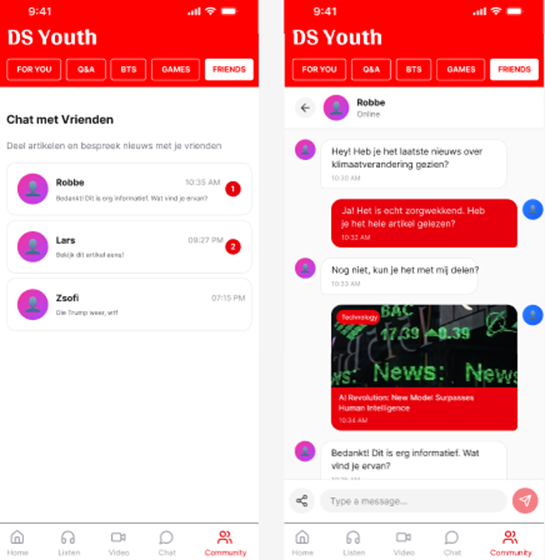 9:41
DS Youth
FOR YOU
Q&A
BTS
GAMES
FRIENDS
Chat met Vrienden
Deel artikelen en bespreek nieuws met je vrienden
Robbe
10:35 AM
Bedankt! Dit is erg informatief. Wat vind je ervan?
1
Lars
09:27 PM
Bekijk dit artikel eens!
2
Zsofi
07:15 PM
Die Trump weer, wtf
Home
Listen
Video
Chat
Community
9:41
DS Youth
FOR YOU
Q&A
BTS
GAMES
FRIENDS
Robbe
Online
Hey! Heb je het laatste nieuws over
klimaatverandering gezien?
10:30 AM
Ja! Het is echt zorgwekkend. Heb
je het hele artikel gelezen?
10:32 AM
Nog niet, kun je het met mij delen?
10:33 AM
Technology
BAC
17.39 0.39
ws: News: News
AI Revolution: New Model Surpasses
Human Intelligence
10:34 AM
Bedankt! Dit is erg informatief. Wat
vind je ervan?
Type a message...
Home
Listen
Video
Chat
Community